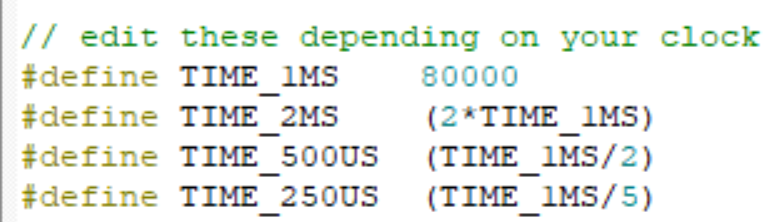 // edit these depending on your clock
#define TIME_1MS    80000
#define TIME_2MS    (2*TIME_1MS)
#define TIME_500US  (TIME_1MS/2)
#define TIME_250US  (TIME_1MS/5)